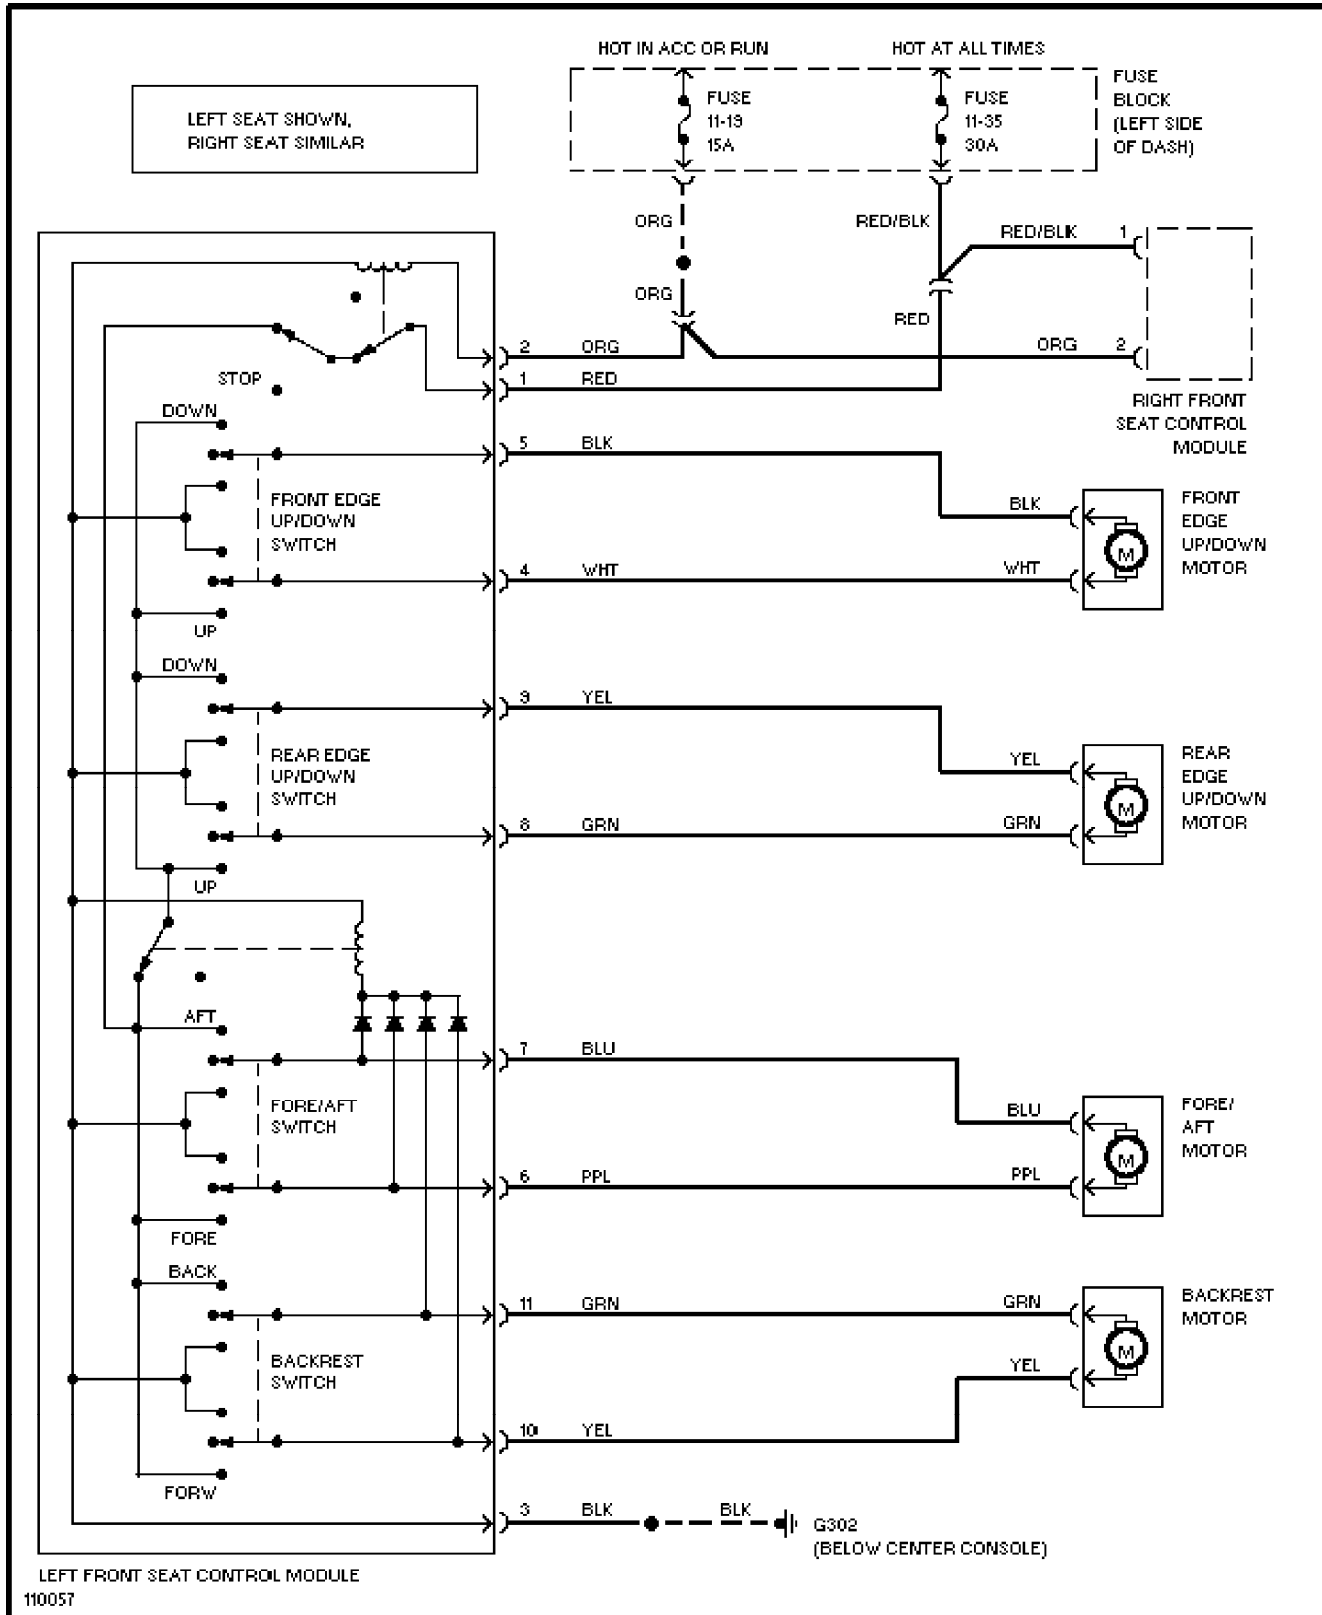 HOT IN ACC OR RUN
HOT AT ALL TIMES
LEFT SEAT SHOWN,
RIGHT SEAT SIMILAR
FUSE
11-19
15A
FUSE
11-35
30A
FUSE
BLOCK
(LEFT SIDE
OF DASH)
ORG
RED/BLK
RED/BLK
1
ORG
RED
2
ORG
ORG
2
1
RED
RIGHT FRONT
SEAT CONTROL
MODULE
STOP
DOWN
5
BLK
FRONT EDGE
UP/DOWN
SWITCH
BLK
FRONT
EDGE
UP/DOWN
MOTOR
M
4
WHT
WHT
UP
DOWN
9
YEL
REAR EDGE
UP/DOWN
SWITCH
YEL
REAR
EDGE
UP/DOWN
MOTOR
M
8
GRN
GRN
UP
AFT
7
BLU
FORE/AFT
SWITCH
BLU
FORE/
AFT
MOTOR
M
6
PPL
PPL
FORE
BACK
11
GRN
GRN
BACKREST
MOTOR
M
BACKREST
SWITCH
YEL
10
YEL
FORW
3
BLK
BLK
G302
(BELOW CENTER CONSOLE)
LEFT FRONT SEAT CONTROL MODULE
110057